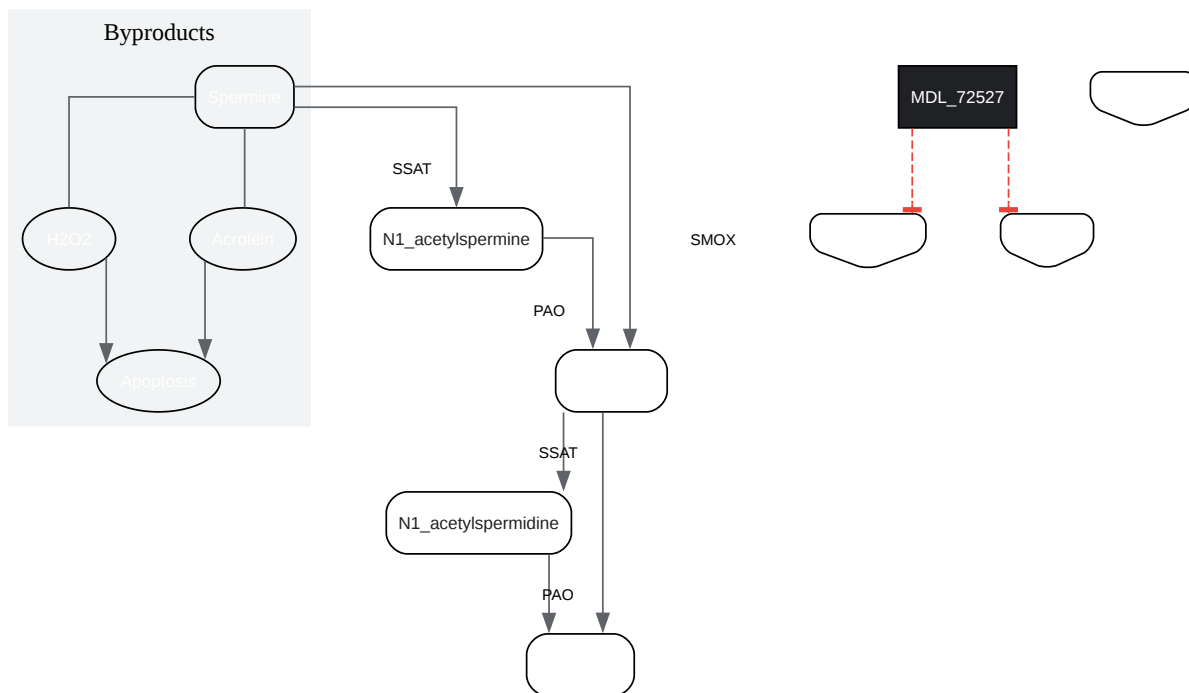 Byproducts
Spermine
MDL_72527
SSAT
H2O2
Acrolein
N1_acetylspermine
SMOX
PAO
Apoptosis
SSAT
N1_acetylspermidine
PAO